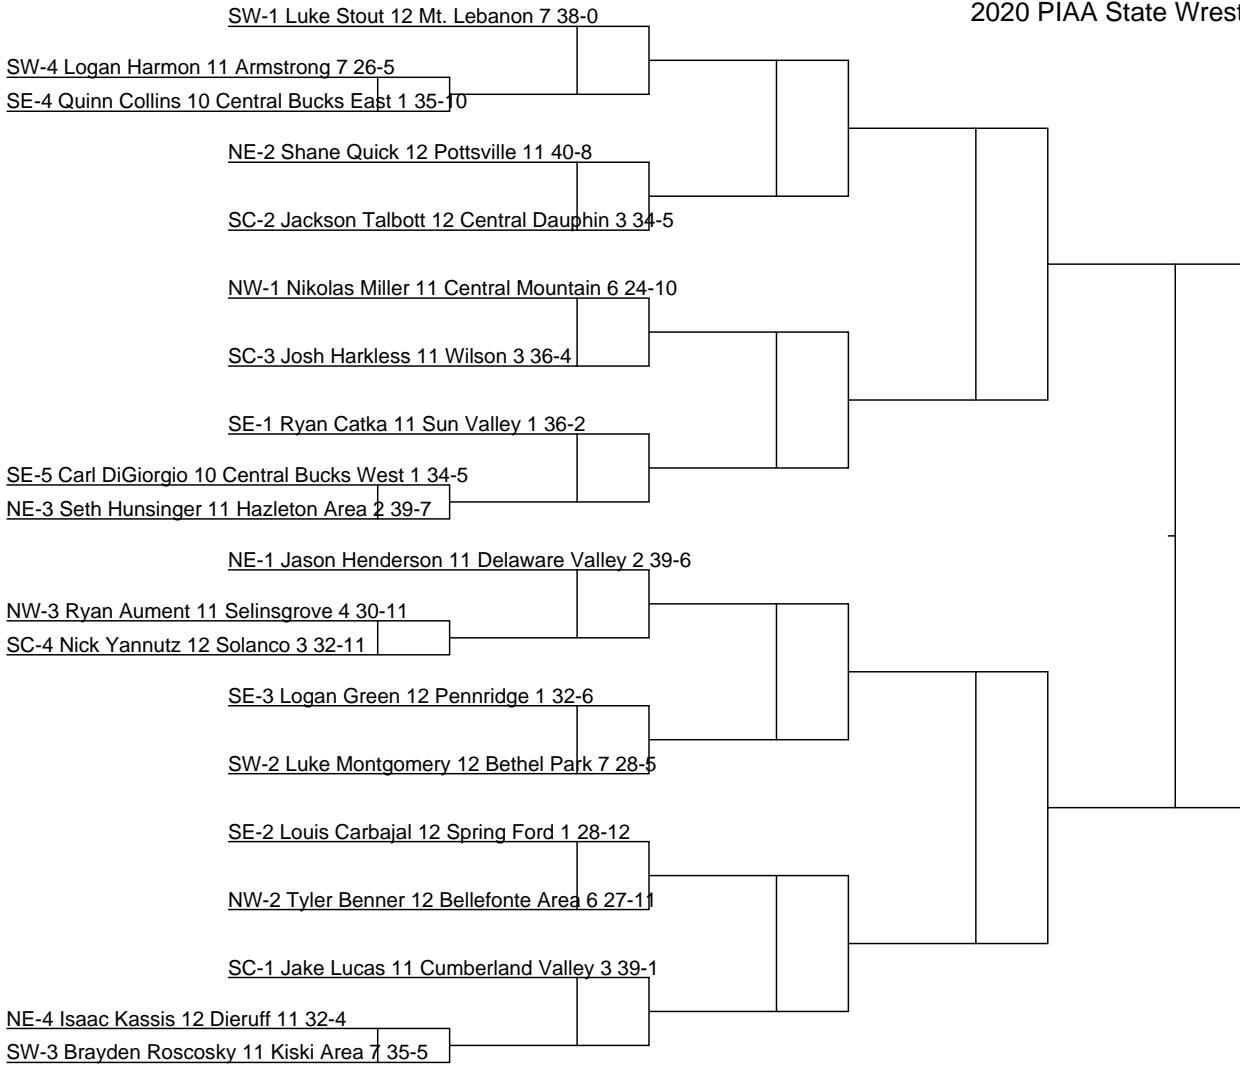 2020 PIAA State Wrest
SW-1 Luke Stout 12 Mt. Lebanon 7 38-0
SW-4 Logan Harmon 11 Armstrong 7 26-5
SE-4 Quinn Collins 10 Central Bucks East 1 35-10
NE-2 Shane Quick 12 Pottsville 11 40-8
SC-2 Jackson Talbott 12 Central Dauphin 3 34-5
NW-1 Nikolas Miller 11 Central Mountain 6 24-10
SC-3 Josh Harkless 11 Wilson 3 36-4
SE-1 Ryan Catka 11 Sun Valley 1 36-2
SE-5 Carl DiGiorgio 10 Central Bucks West 1 34-5
NE-3 Seth Hunsinger 11 Hazleton Area 2 39-7
NE-1 Jason Henderson 11 Delaware Valley 2 39-6
NW-3 Ryan Aument 11 Selinsgrove 4 30-11
SC-4 Nick Yannutz 12 Solanco 3 32-11
SE-3 Logan Green 12 Pennridge 1 32-6
SW-2 Luke Montgomery 12 Bethel Park 7 28-5
SE-2 Louis Carbajal 12 Spring Ford 1 28-12
NW-2 Tyler Benner 12 Bellefonte Area 6 27-11
SC-1 Jake Lucas 11 Cumberland Valley 3 39-1
NE-4 Isaac Kassis 12 Dieruff 11 32-4
SW-3 Brayden Roscosky 11 Kiski Area 7 35-5